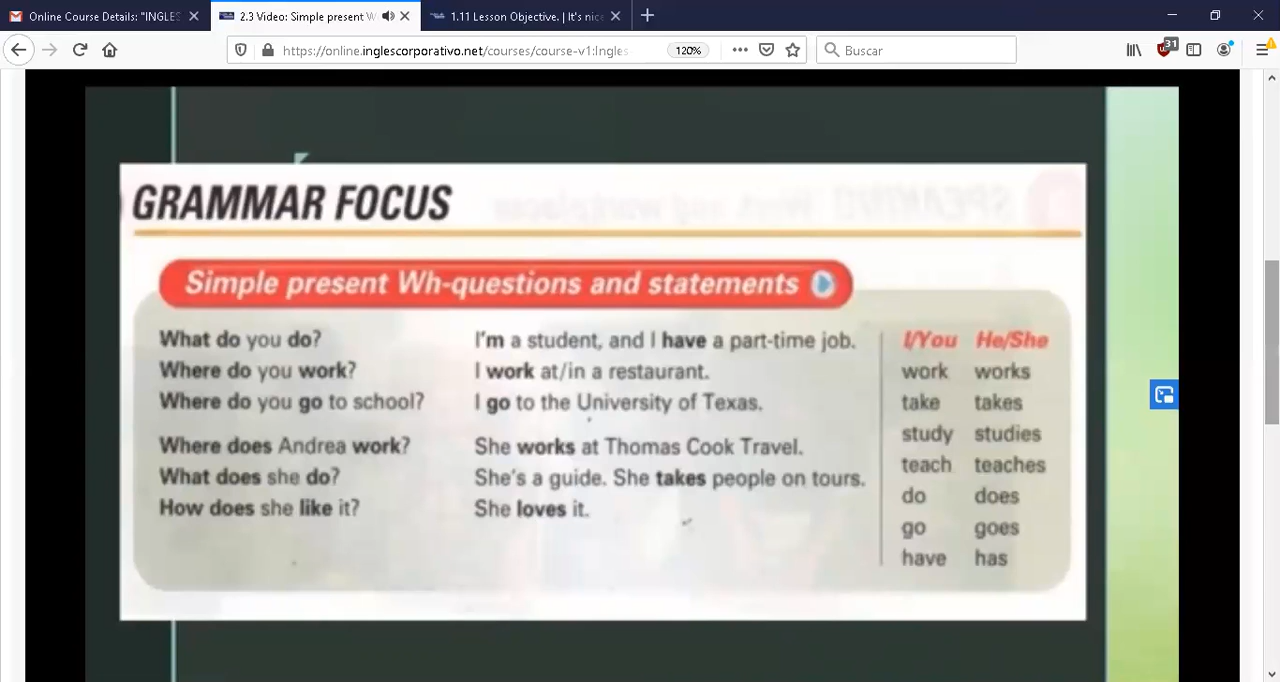 Online Course Details: "INGLES
2.3 Video: Simple present W
1.11 Lesson Objective. | It's nice
https://online.inglescorporativo.net/courses/course-v1:Ingles
120%
Buscar
31
GRAMMAR FOCUS
SPEAKING Work and workplaces
Simple present Wh-questions and statements
What do you do? I'm a student, and I have a part-time job. I/You He/She
Where do you work? I work at/in a restaurant. work works
Where do you go to school? I go to the University of Texas. take takes
study studies
Where does Andrea work? She works at Thomas Cook Travel.
teach teaches
What does she do? She's a guide. She takes people on tours.
do does
How does she like it? She loves it.
go goes
have has